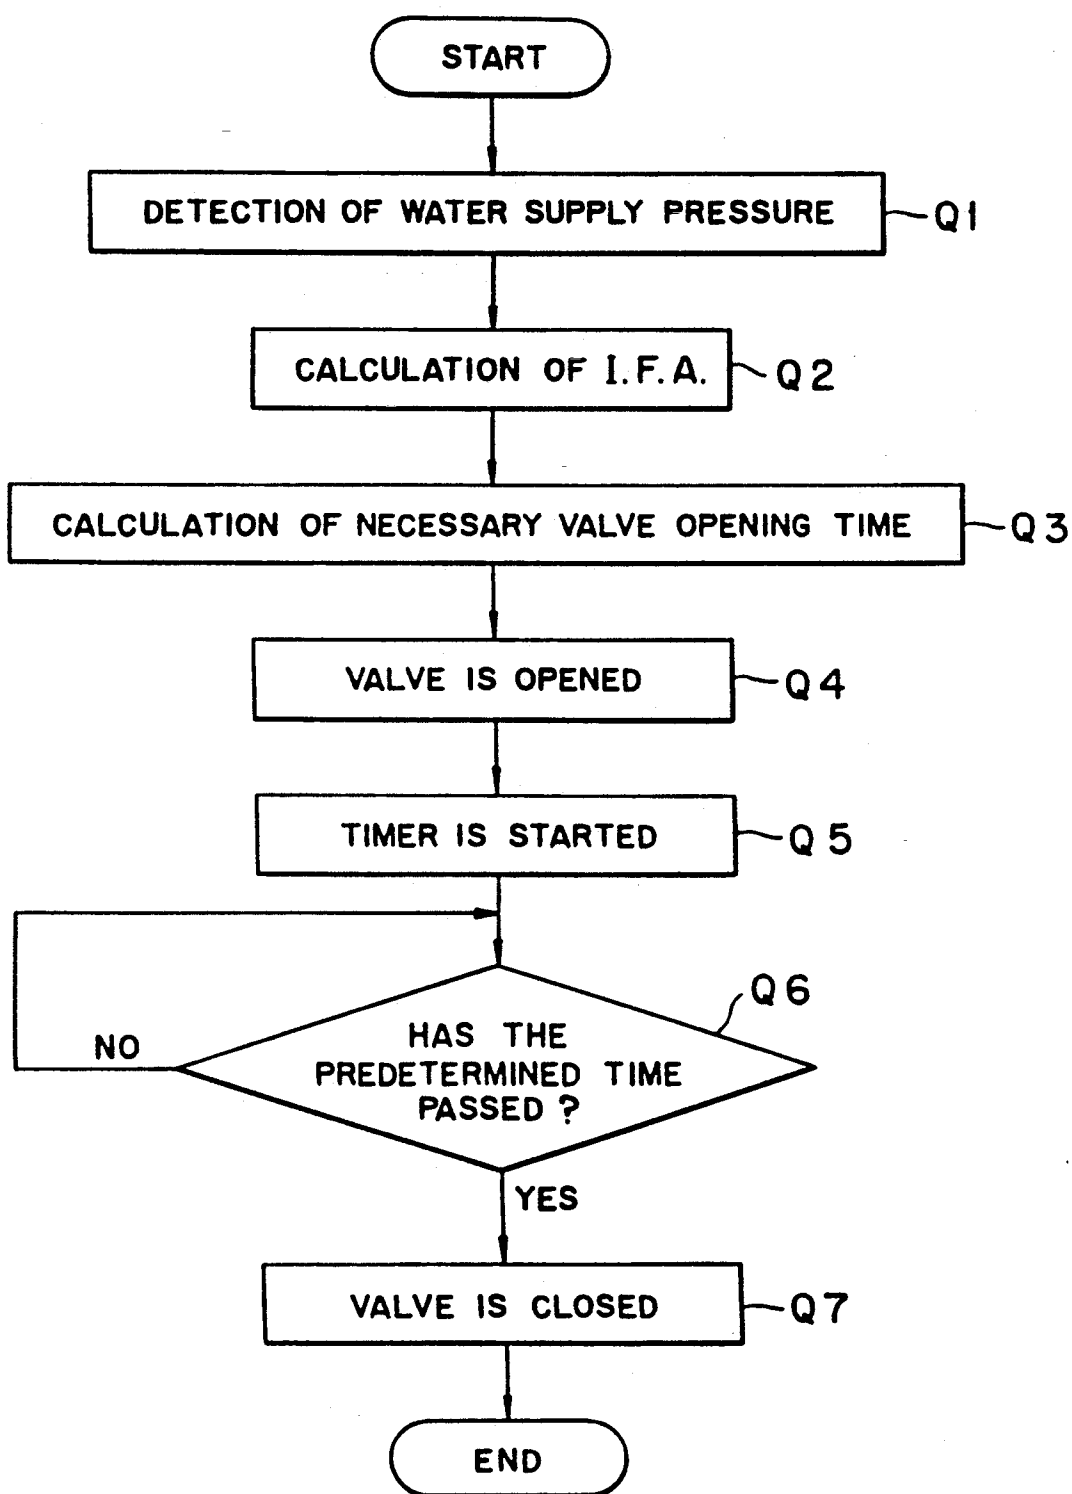 START
DETECTION OF WATER SUPPLY PRESSURE
Q1
CALCULATION OF I.F.A.
Q2
CALCULATION OF NECESSARY VALVE OPENING TIME
Q3
VALVE IS OPENED
Q4
TIMER IS STARTED
Q5
Q6
HAS THE
PREDETERMINED TIME
PASSED?
NO
YES
VALVE IS CLOSED
Q7
END